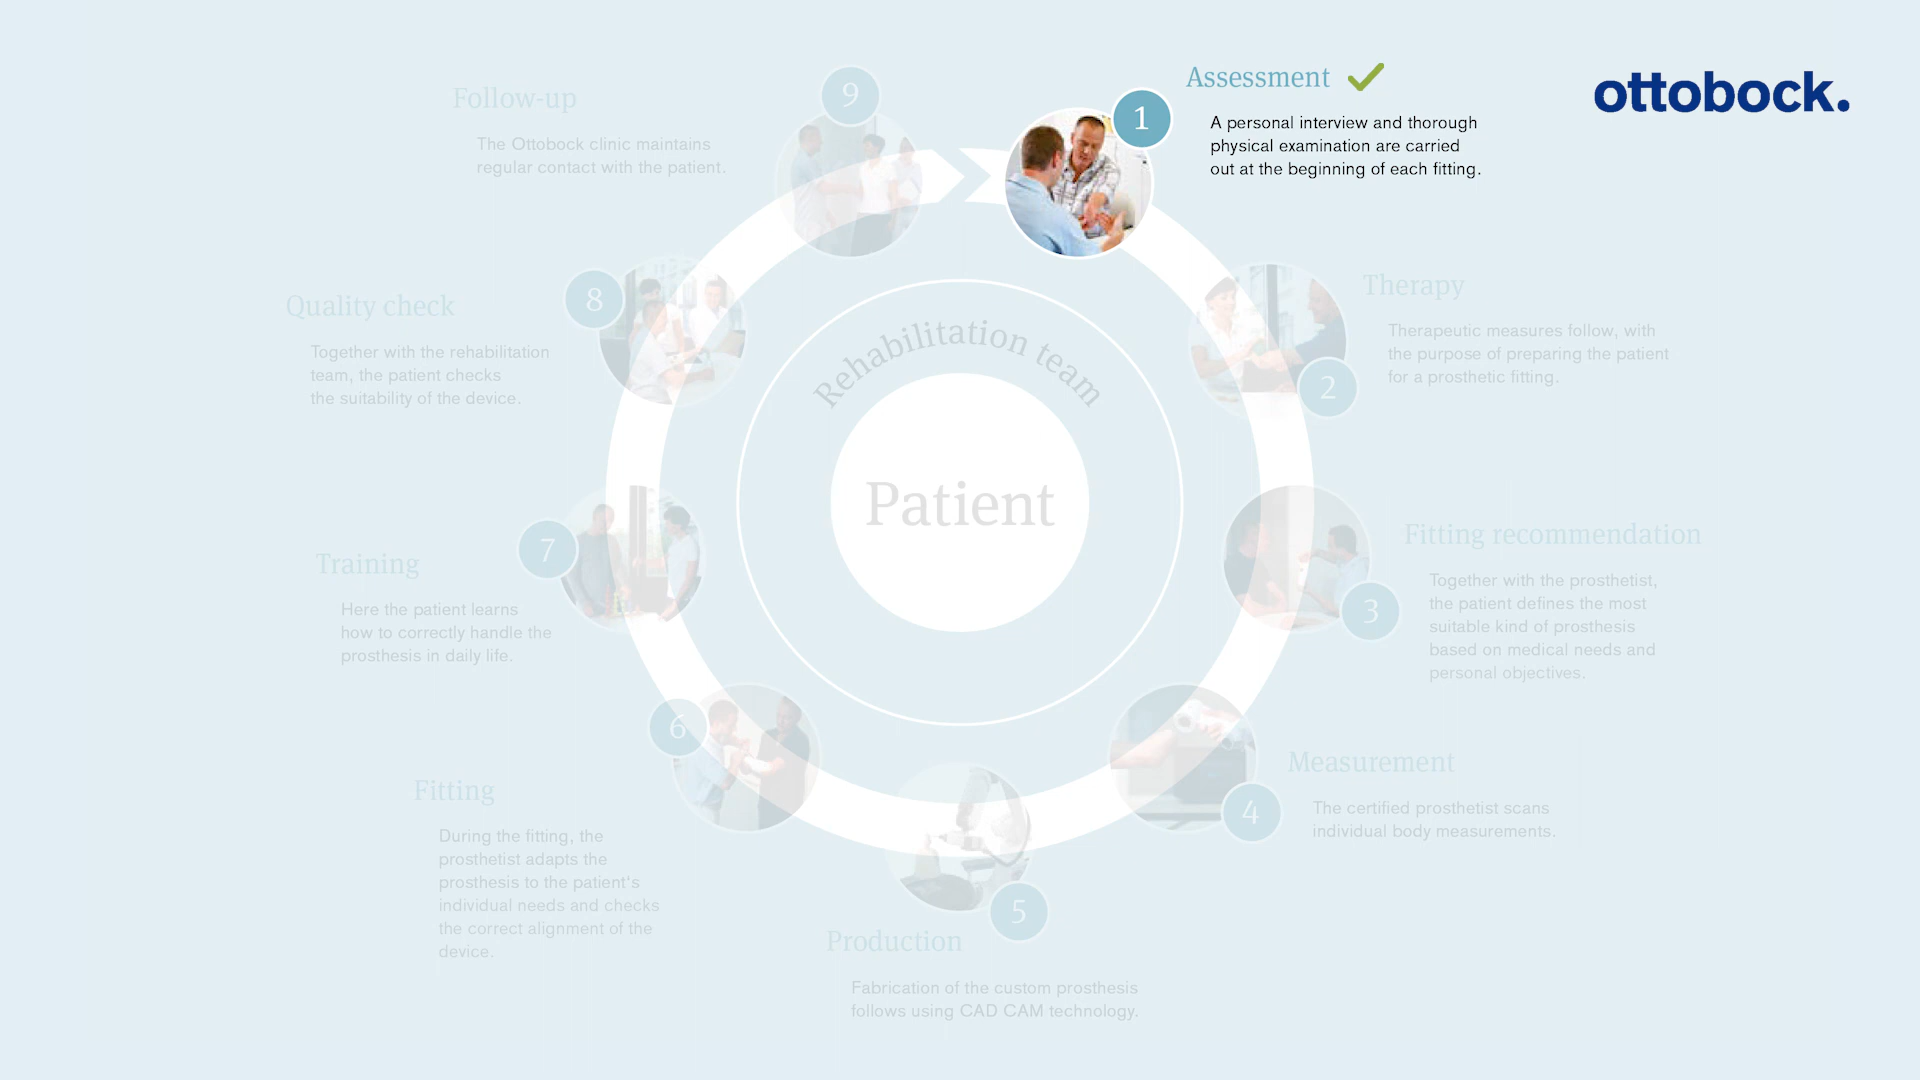 ottobock.
1
Assessment
A personal interview and thorough
physical examination are carried
out at the beginning of each fitting.
2
Therapy
Therapeutic measures follow, with
the purpose of preparing the patient
for a prosthetic fitting.
3
Fitting recommendation
Together with the prosthetist,
the patient defines the most
suitable kind of prosthesis
based on medical needs and
personal objectives.
4
Measurement
The certified prosthetist scans
individual body measurements.
5
Production
Fabrication of the custom prosthesis
follows using CAD CAM technology.
6
Fitting
During the fitting, the
prosthetist adapts the
prosthesis to the patient's
individual needs and checks
the correct alignment of the
device.
7
Training
Here the patient learns
how to correctly handle the
prosthesis in daily life.
8
Quality check
Together with the rehabilitation
team, the patient checks
the suitability of the device.
9
Follow-up
The Ottobock clinic maintains
regular contact with the patient.
Rehabilitation team
Patient